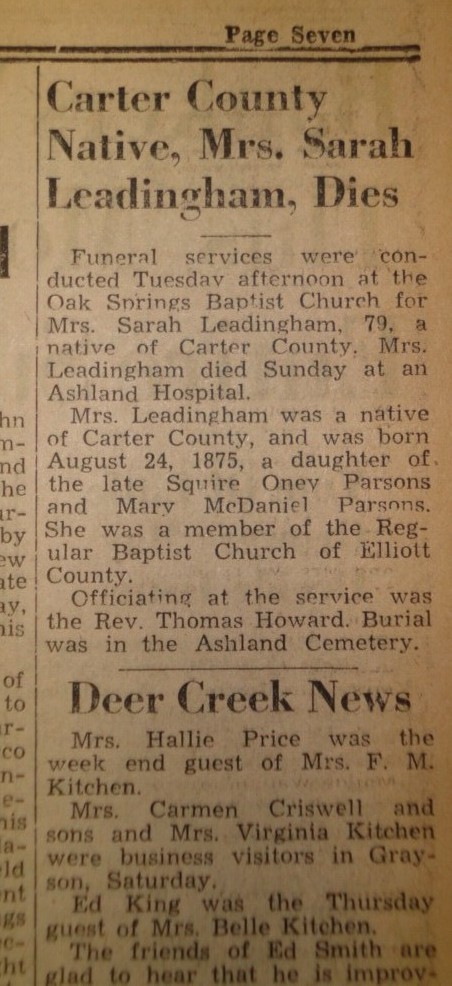 Page Seven
Carter County
Native, Mrs. Sarah
Leadingham, Dies
Funeral services were con-
ducted Tuesday afternoon at the
Oak Springs Baptist Church for
Mrs. Sarah Leadingham, 79, a
native of Carter County. Mrs.
Leadingham died Sunday at an
Ashland Hospital.
Mrs. Leadingham was a native
of Carter County, and was born
August 24, 1875, a daughter of
the late Squire Oney Parsons
and Mary McDaniel Parsons.
She was a member of the Reg-
ular Baptist Church of Elliott
County.
Officiating at the service was
the Rev. Thomas Howard. Burial
was in the Ashland Cemetery.
Deer Creek News
Mrs. Hallie Price was the
week end guest of Mrs. F. M.
Kitchen.
Mrs. Carmen Criswell and
sons and Mrs. Virginia Kitchen
were business visitors in Gray-
son, Saturday.
Ed King was the Thursday
guest of Mrs. Belle Kitchen.
The friends of Ed Smith are
glad to hear that he is improv-